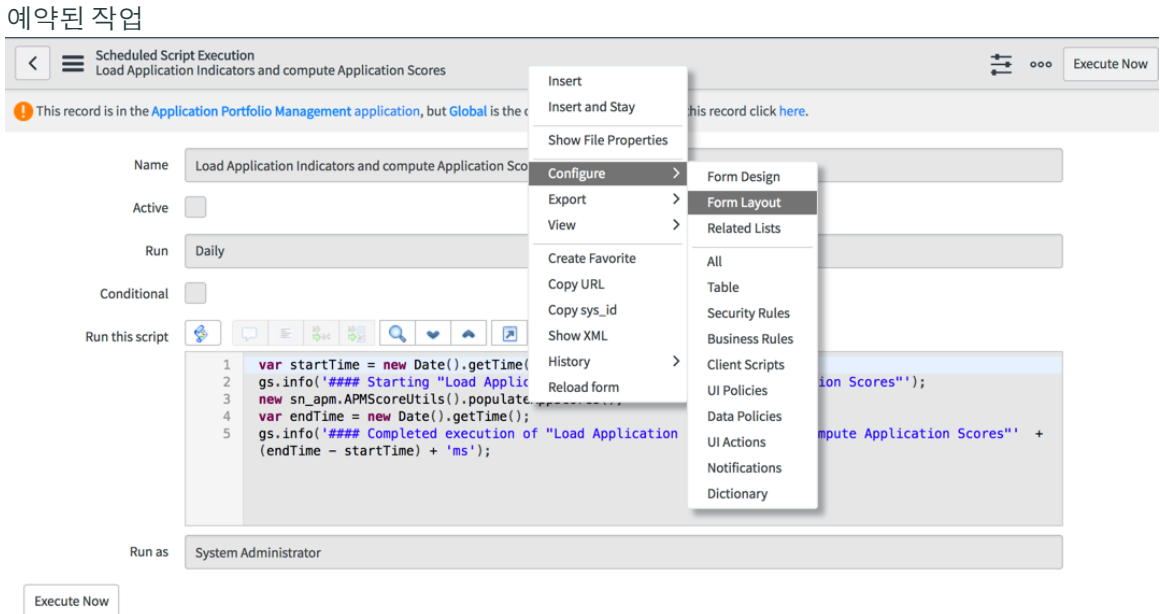 예약된 작업
Scheduled Script Execution
Load Application Indicators and compute Application Scores
Execute Now
This record is in the Application Portfolio Management application, but Global is the
this record click here.
Name
Load Application Indicators and compute Application
Active
Run
Daily
Conditional
Run this script
1 var startTime = new Date().getTime(
2 gs.info('#### Starting "Load
ion Scores"');
3 new sn_apm.APMScoreUtils().
4 var endTime = new Date().getTime();
5 gs.info('#### Completed execution of "Load Application
mpute Application Scores"' +
(endTime - startTime) + 'ms');
Run as
System Administrator
Execute Now
Insert
Insert and Stay
Show File Properties
Configure
Export
View
Create Favorite
Copy URL
Copy sys_id
Show XML
History
Reload form
Form Design
Form Layout
Related Lists
All
Table
Security Rules
Business Rules
Client Scripts
UI Policies
Data Policies
UI Actions
Notifications
Dictionary